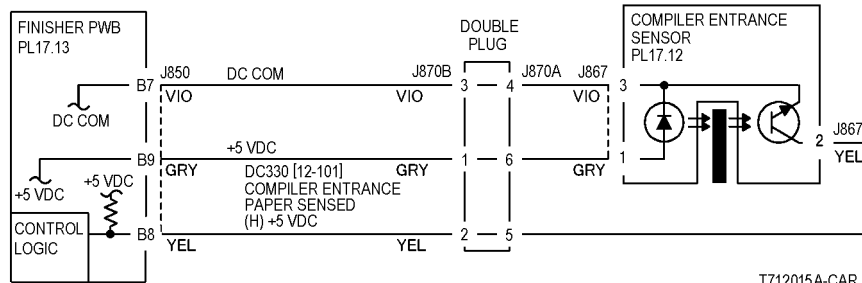 FINISHER PWB
PL17.13
DOUBLE
PLUG
COMPILER ENTRANCE
SENSOR
PL17.12
B7 J850 DC COM J870B J870A J867
3 4 3
VIO VIO VIO
DC COM
2 J867
YEL
B9 +5 VDC 1 6 1
GRY GRY GRY
+5 VDC +5 VDC
DC330 [12-101]
COMPILER ENTRANCE
PAPER SENSED
(H) +5 VDC
CONTROL
LOGIC
B8 2 5
YEL YEL
T712015A-CAR